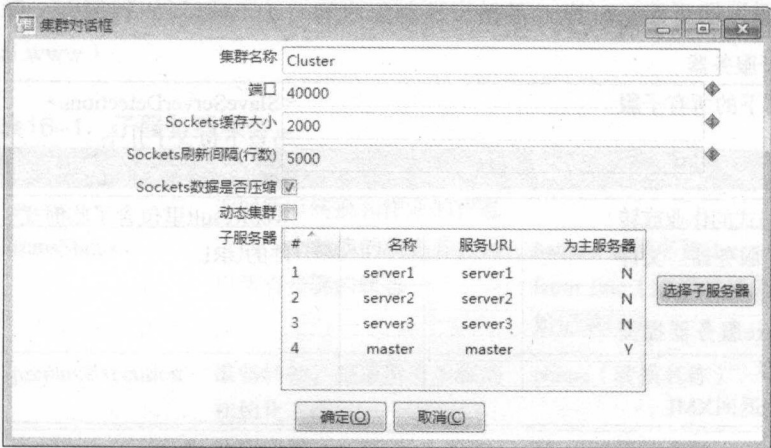 集群对话框
集群名称 Cluster
端口 40000
Sockets缓存大小 2000
Sockets刷新间隔(行数) 5000
Sockets数据是否压缩
动态集群
子服务器
# 名称 服务URL 为主服务器
1 server1 server1 N
2 server2 server2 N
3 server3 server3 N
4 master master Y
选择子服务器
确定(O) 取消(C)